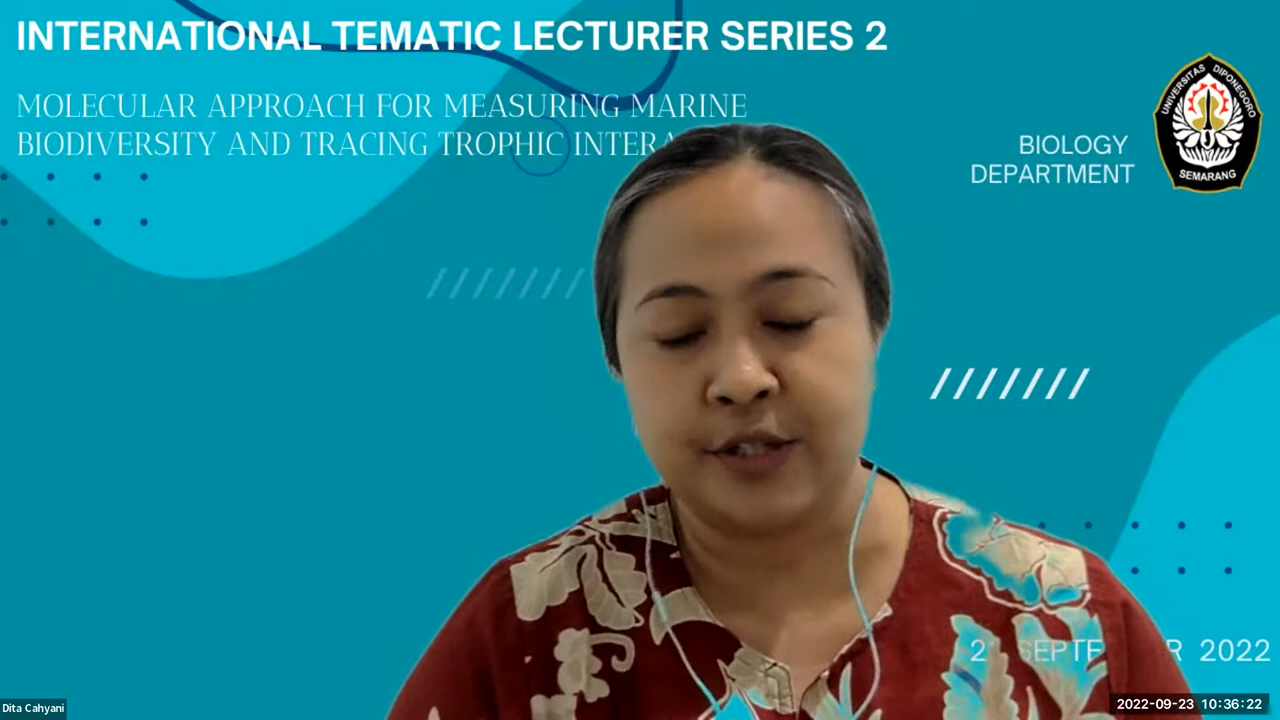 INTERNATIONAL TEMATIC LECTURER SERIES 2
MOLECULAR APPROACH FOR MEASURING MARINE
BIODIVERSITY AND TRACING TROPHIC
BIOLOGY
DEPARTMENT
UNIVERSITAS DIPONEGORO
SEMARANG
2022
Dita Cahyani
2022-09-23 10:36:22